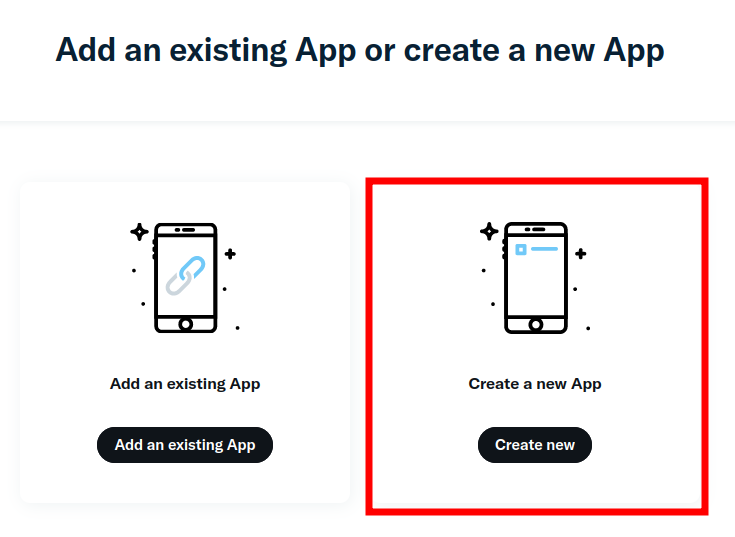 Add an existing App or create a new App
Add an existing App
Create a new App
Add an existing App
Create new